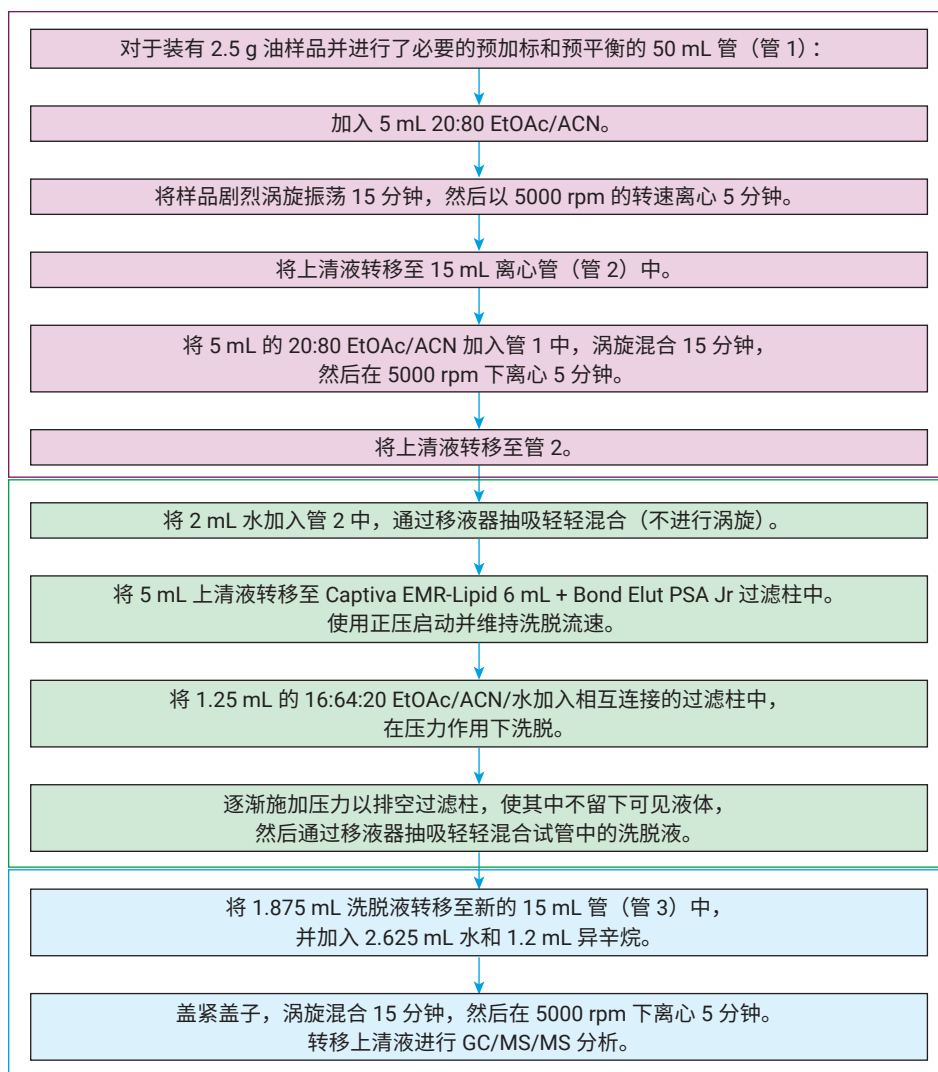 对于装有 2.5 g 油样品并进行了必要的预加标和预平衡的 50 mL 管（管 1）：
加入 5 mL 20:80 EtOAc/ACN。
将样品剧烈涡旋振荡 15 分钟，然后以 5000 rpm 的转速离心 5 分钟。
将上清液转移至 15 mL 离心管（管 2）中。
将 5 mL 的 20:80 EtOAc/ACN 加入管 1 中，涡旋混合 15 分钟，
然后在 5000 rpm 下离心 5 分钟。
将上清液转移至管 2。
将 2 mL 水加入管 2 中，通过移液器抽吸轻轻混合（不进行涡旋）。
将 5 mL 上清液转移至 Captiva EMR-Lipid 6 mL + Bond Elut PSA Jr 过滤柱中。
使用正压启动并维持洗脱流速。
将 1.25 mL 的 16:64:20 EtOAc/ACN/水加入相互连接的过滤柱中，
在压力作用下洗脱。
逐渐施加压力以排空过滤柱，使其中不留下可见液体，
然后通过移液器抽吸轻轻混合试管中的洗脱液。
将 1.875 mL 洗脱液转移至新的 15 mL 管（管 3）中，
并加入 2.625 mL 水和 1.2 mL 异辛烷。
盖紧盖子，涡旋混合 15 分钟，然后在 5000 rpm 下离心 5 分钟。
转移上清液进行 GC/MS/MS 分析。